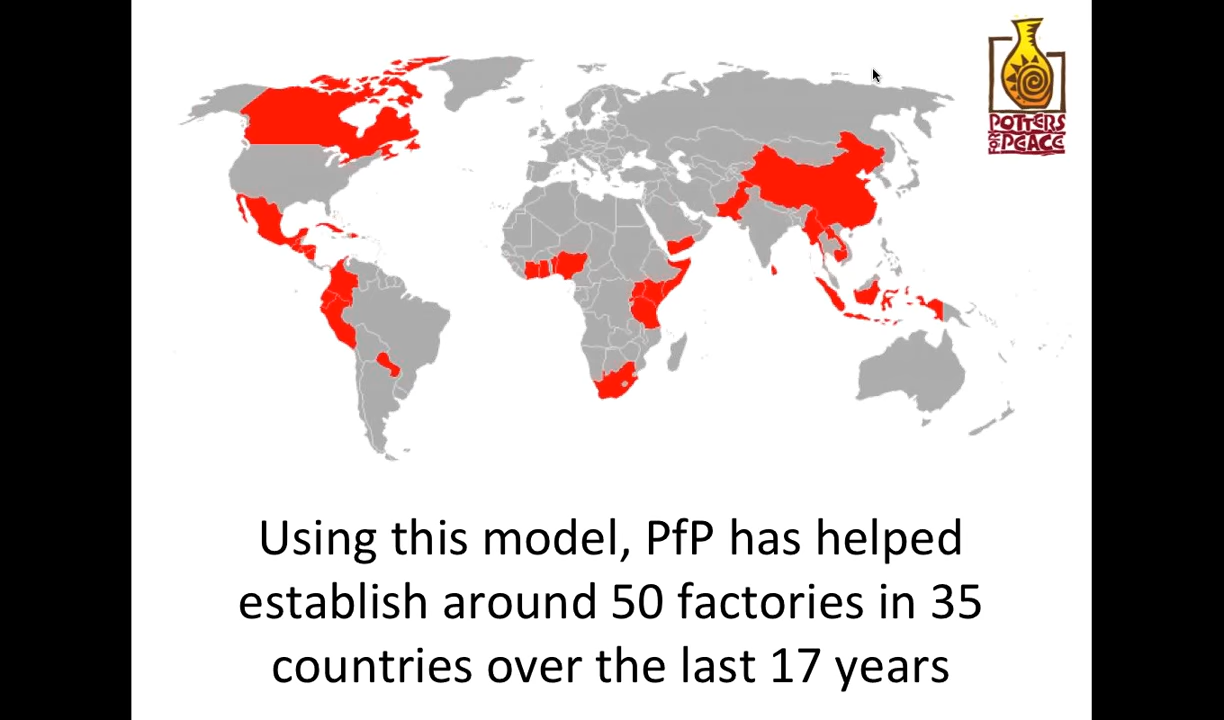 POTTERS
FOR
PEACE
Using this model, PfP has helped
establish around 50 factories in 35
countries over the last 17 years